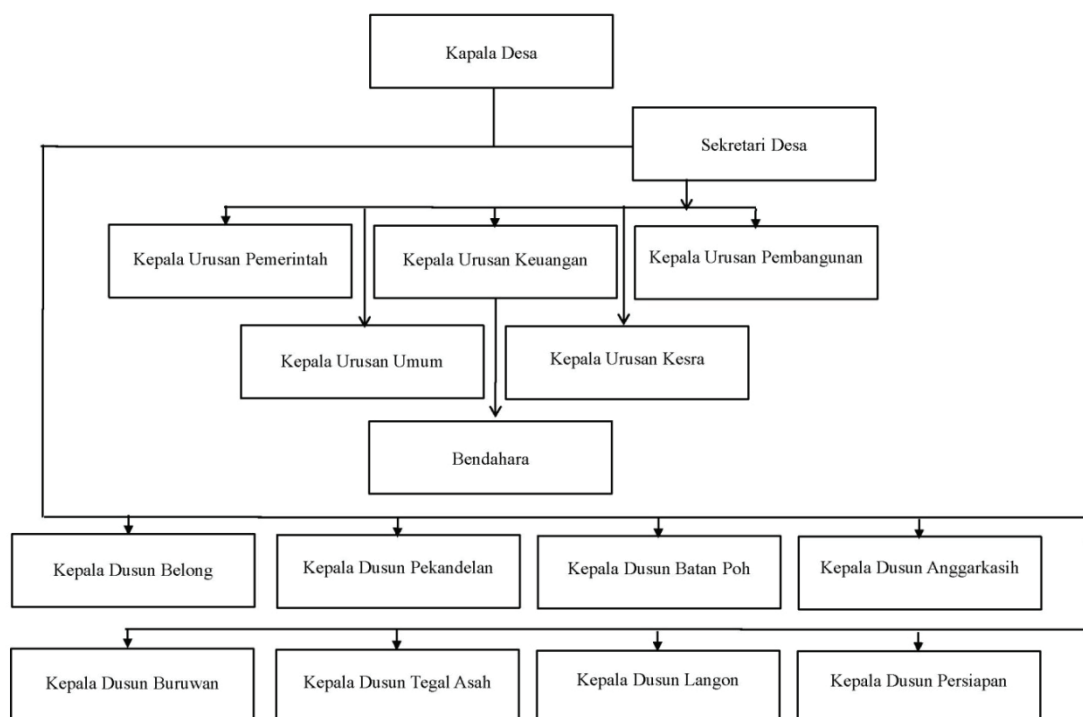 Kapala Desa
Sekretari Desa
Kepala Urusan Pemerintah
Kepala Urusan Keuangan
Kepala Urusan Pembangunan
Kepala Urusan Umum
Kepala Urusan Kesra
Bendahara
Kepala Dusun Belong
Kepala Dusun Pekandelan
Kepala Dusun Batan Poh
Kepala Dusun Anggarkasih
Kepala Dusun Buruwan
Kepala Dusun Tegal Asah
Kepala Dusun Langon
Kepala Dusun Persiapan